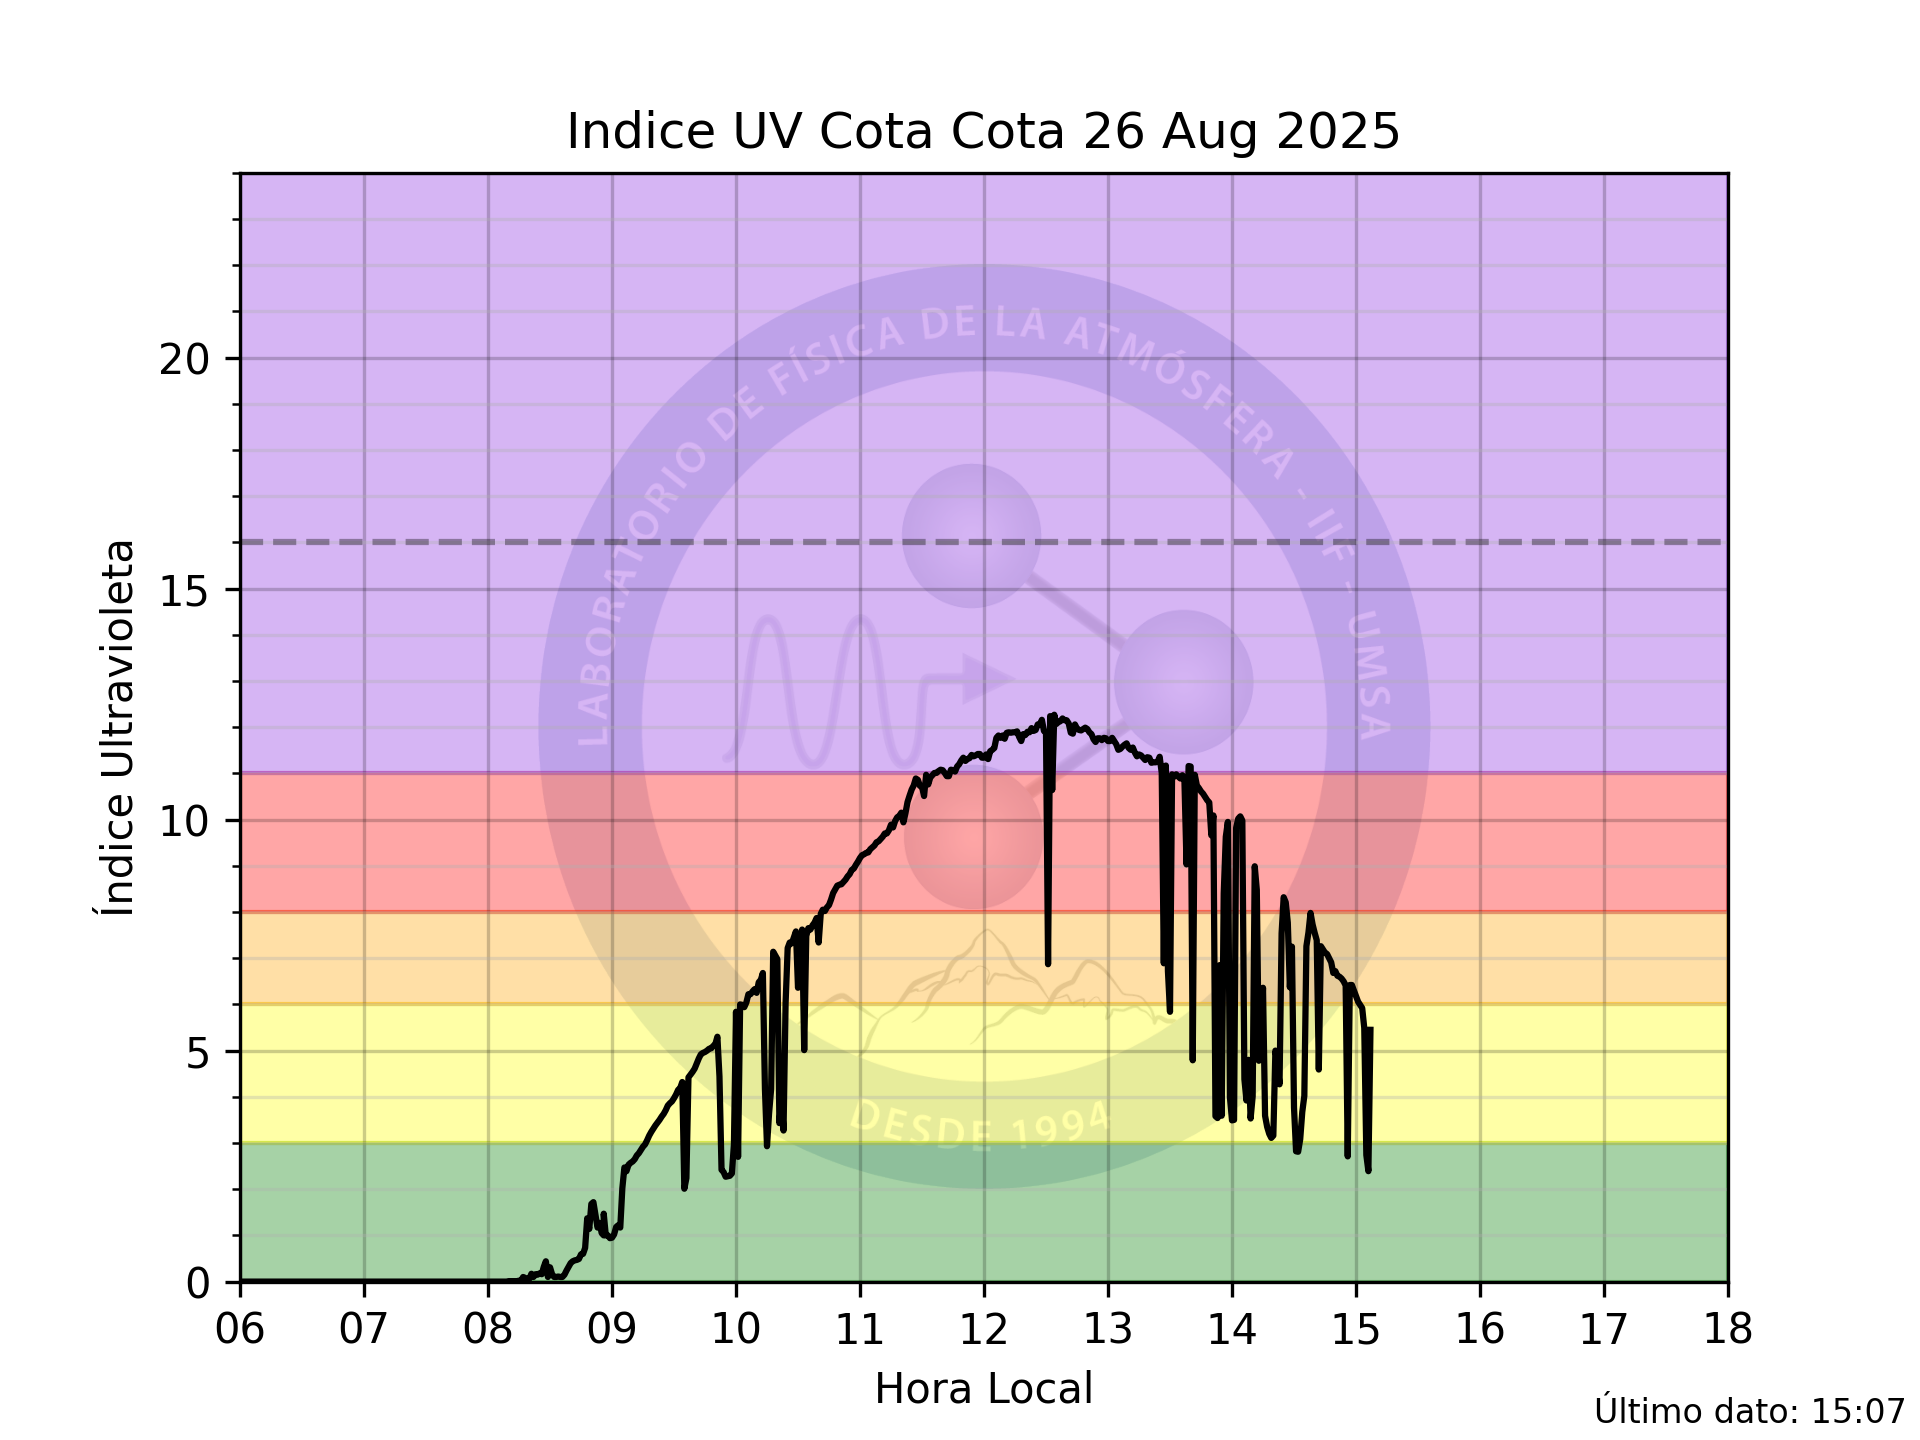 Indice UV Cota Cota 26 Aug 2025
Índice Ultravioleta
20
15
10
5
0
LABORATORIO DE FÍSICA DE LA ATMÓSFERA - IIF - UMSA
DESDE 1994
06 07 08 09 10 11 12 13 14 15 16 17 18
Hora Local
Último dato: 15:07